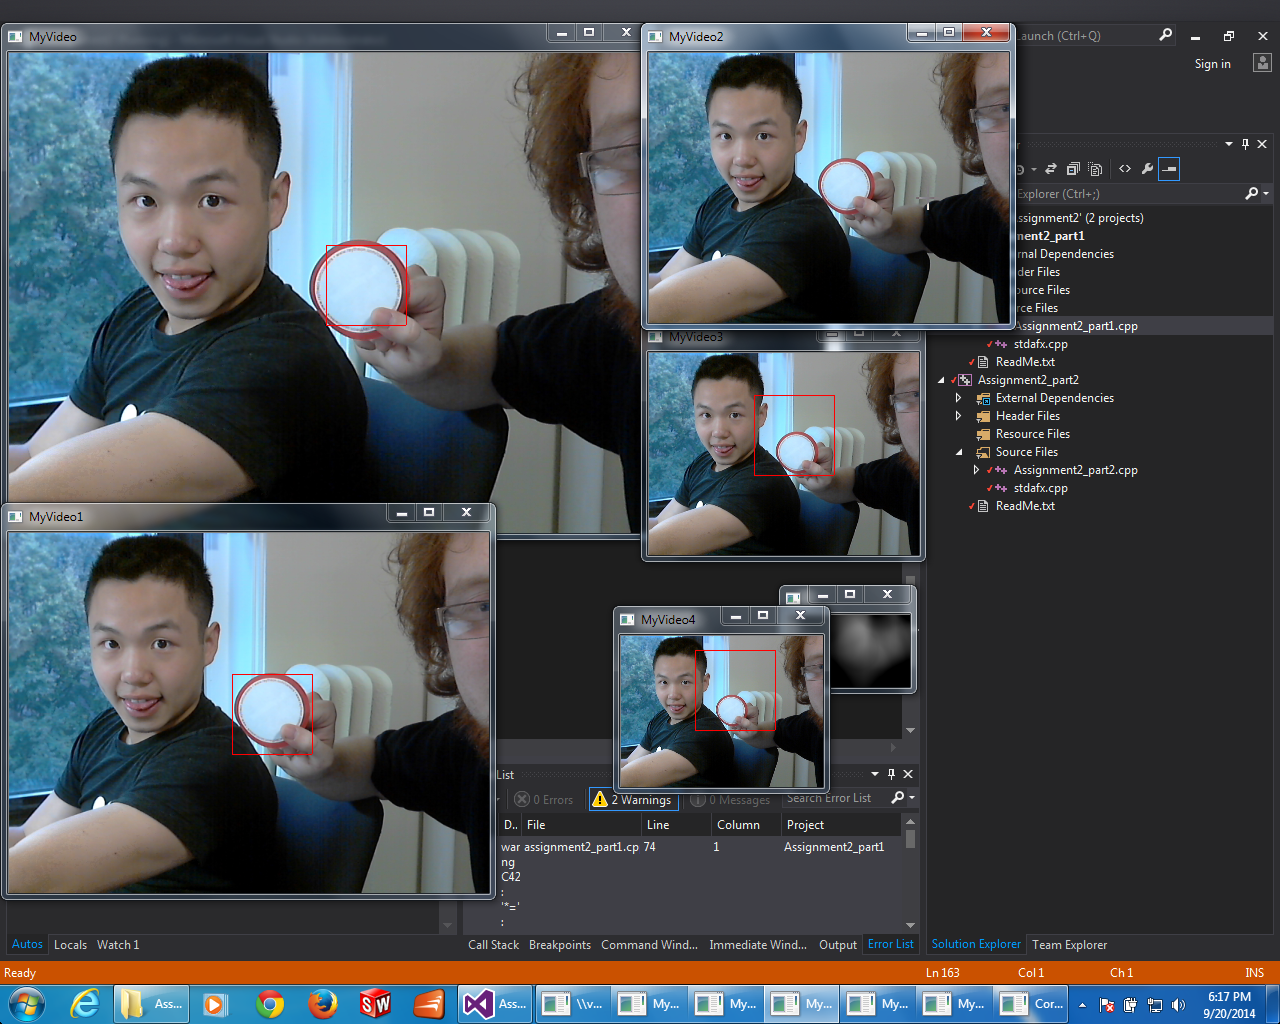 MyVideo
MyVideo2
Launch (Ctrl+Q)
Sign in
Explorer (Ctrl+;)
Assignment2' (2 projects)
ment2_part1
rnal Dependencies
der Files
ource Files
rce Files
Assignment2_part1.cpp
stdafx.cpp
ReadMe.txt
Assignment2_part2
External Dependencies
Header Files
Resource Files
Source Files
Assignment2_part2.cpp
stdafx.cpp
ReadMe.txt
MyVideo3
MyVideo1
MyVideo4
List
0 Errors
2 Warnings
0 Messages
Search Error List
D.. File Line Column Project
war assignment2_part1.cp 74 1 Assignment2_part1
ng
C42
:
'*='
:
Autos Locals Watch 1
Call Stack Breakpoints Command Wind... Immediate Wind... Output Error List
Solution Explorer Team Explorer
Ready Ln 163 Col 1 Ch 1 INS
Ass... SW Ass... \\v... My... My... My... My... My... Cor...
6:17 PM
9/20/2014